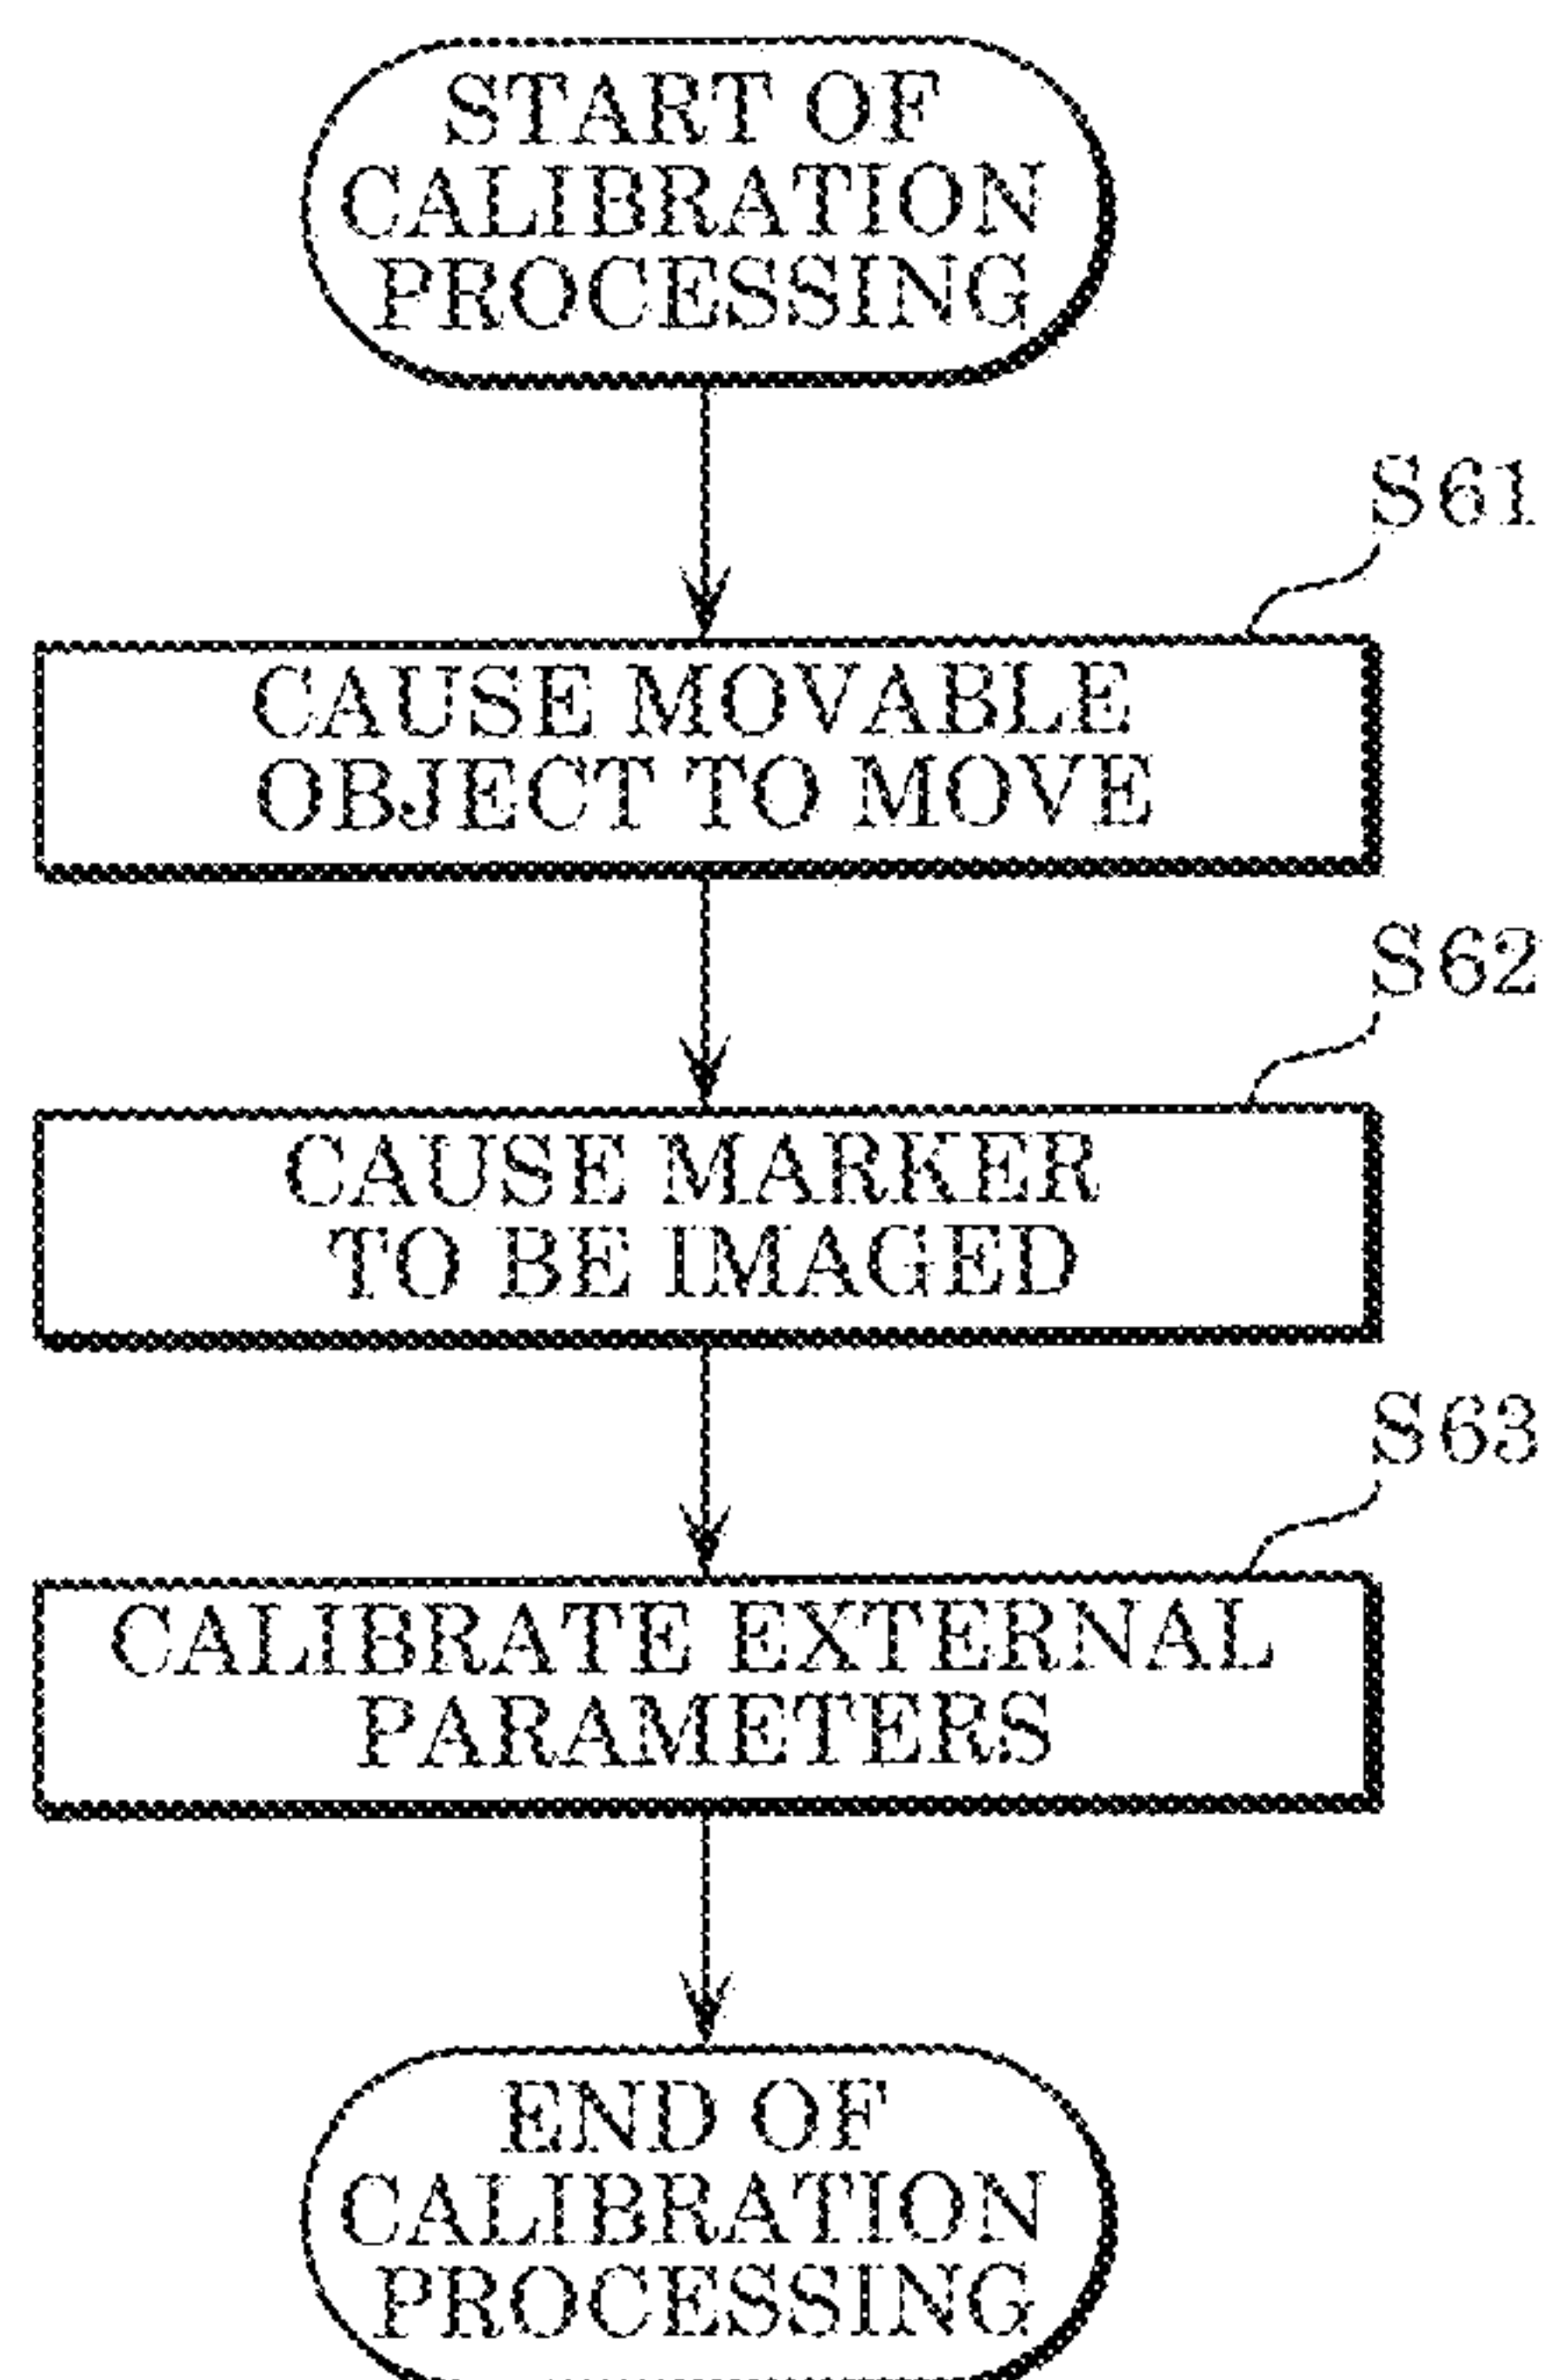 START OF
CALIBRATION
PROCESSING
S61
CAUSE MOVABLE
OBJECT TO MOVE
S62
CAUSE MARKER
TO BE IMAGED
S63
CALIBRATE EXTERNAL
PARAMETERS
END OF
CALIBRATION
PROCESSING